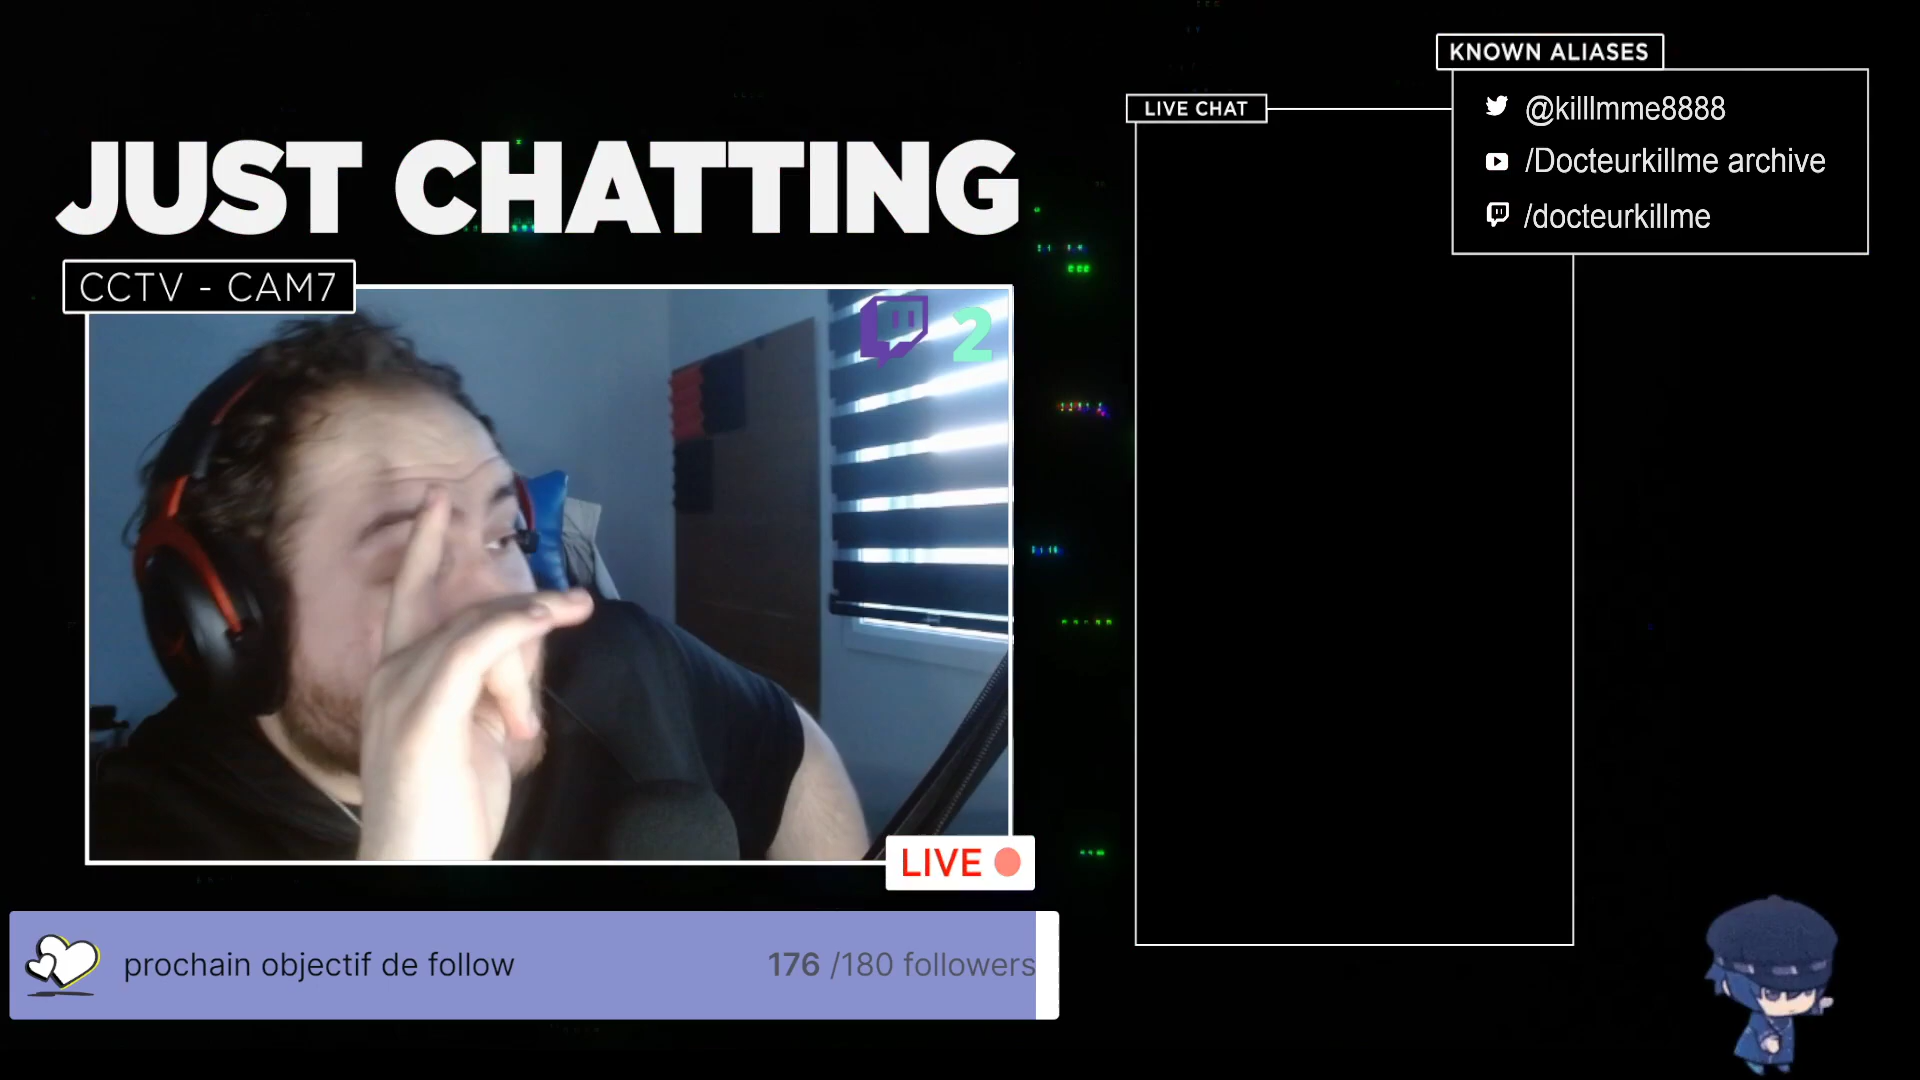 KNOWN ALIASES
@killlmme8888
/Docteurkillme archive
/docteurkillme
LIVE CHAT
JUST CHATTING
CCTV - CAM7
2
LIVE
prochain objectif de follow
176 /180 followers